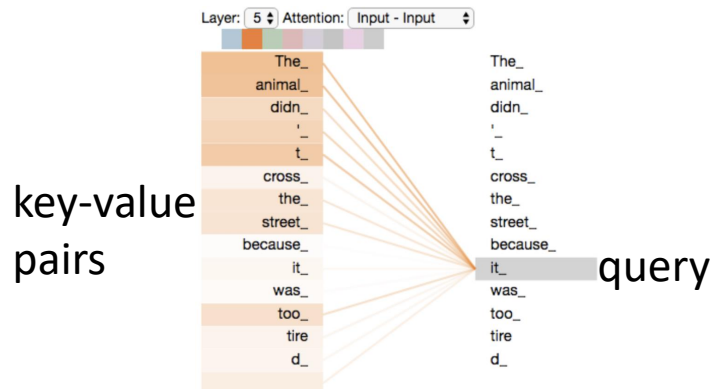 Layer: 5 Attention: Input - Input
The_ The_
animal_ animal_
didn_ didn_
'_ '_
t_ t_
cross_ cross_
the_ the_
street_ street_
because_ because_
it_ it_
was_ was_
too_ too_
tire tire
d_ d_
key-value
pairs
query